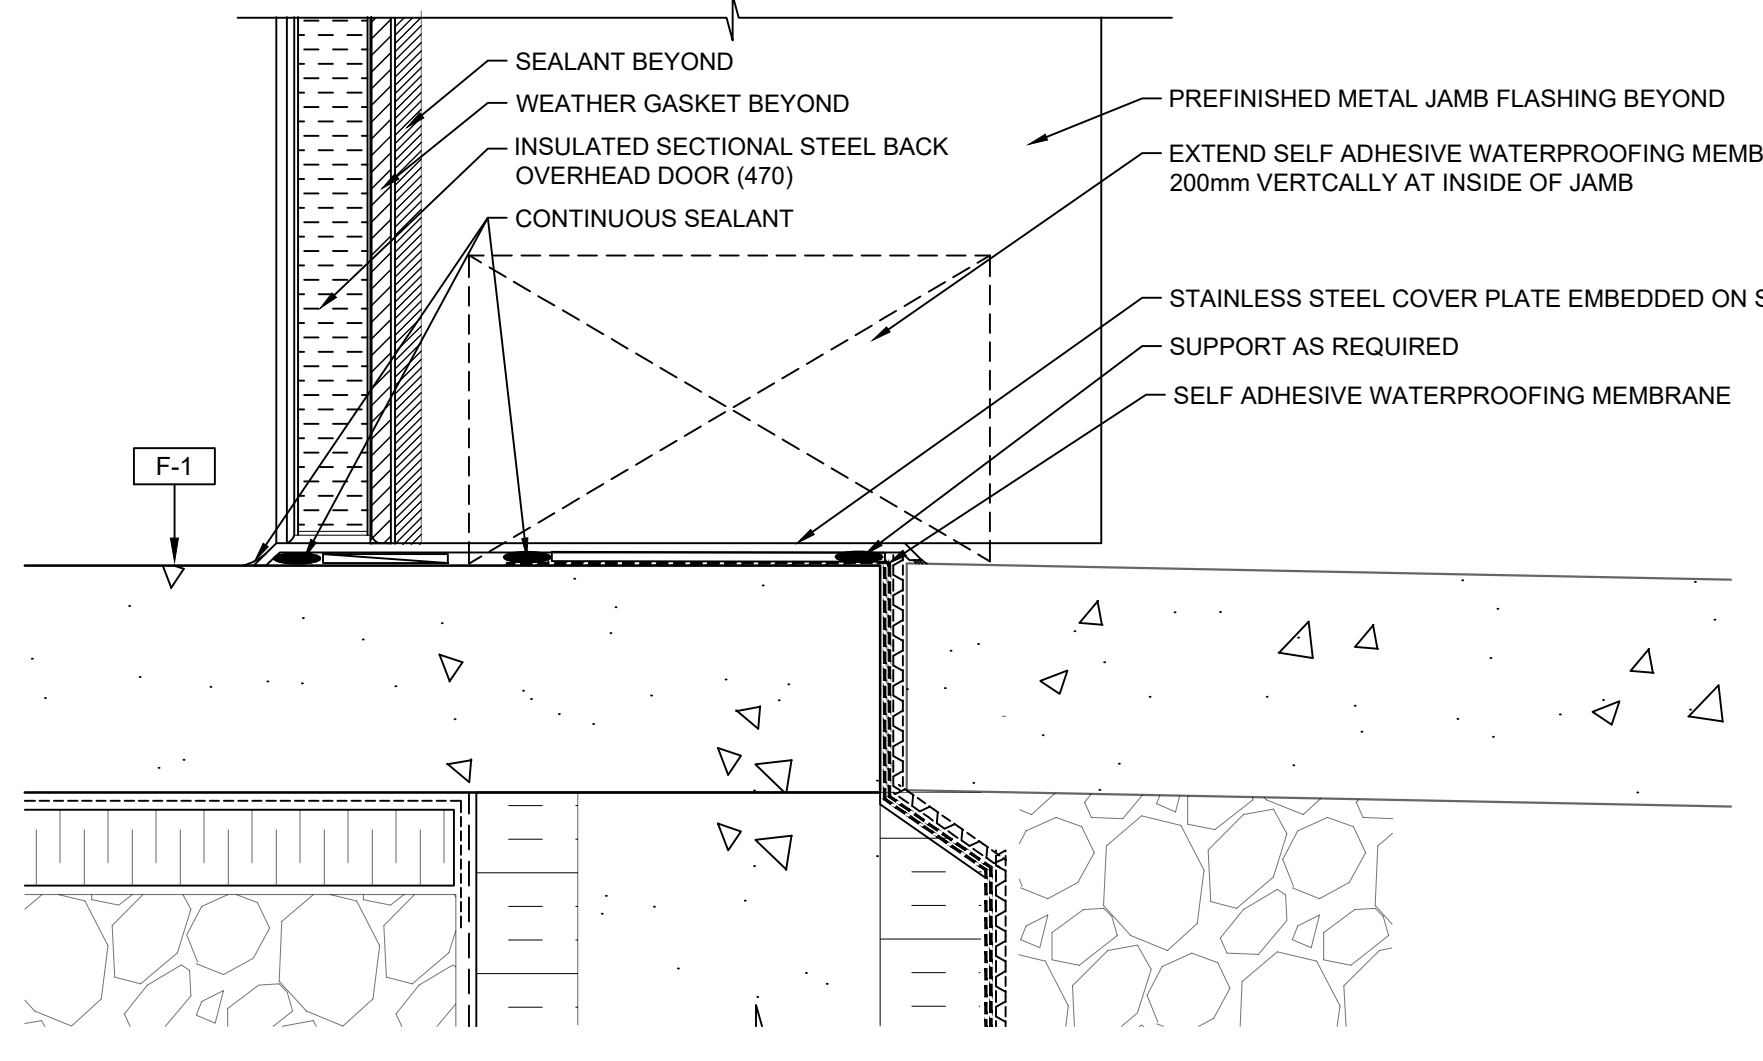 SEALANT BEYOND
WEATHER GASKET BEYOND
INSULATED SECTIONAL STEEL BACK
OVERHEAD DOOR (470)
CONTINUOUS SEALANT
PREFINISHED METAL JAMB FLASHING BEYOND
EXTEND SELF ADHESIVE WATERPROOFING MEMB
200mm VERTCALLY AT INSIDE OF JAMB
STAINLESS STEEL COVER PLATE EMBEDDED ON S
SUPPORT AS REQUIRED
SELF ADHESIVE WATERPROOFING MEMBRANE
F-1